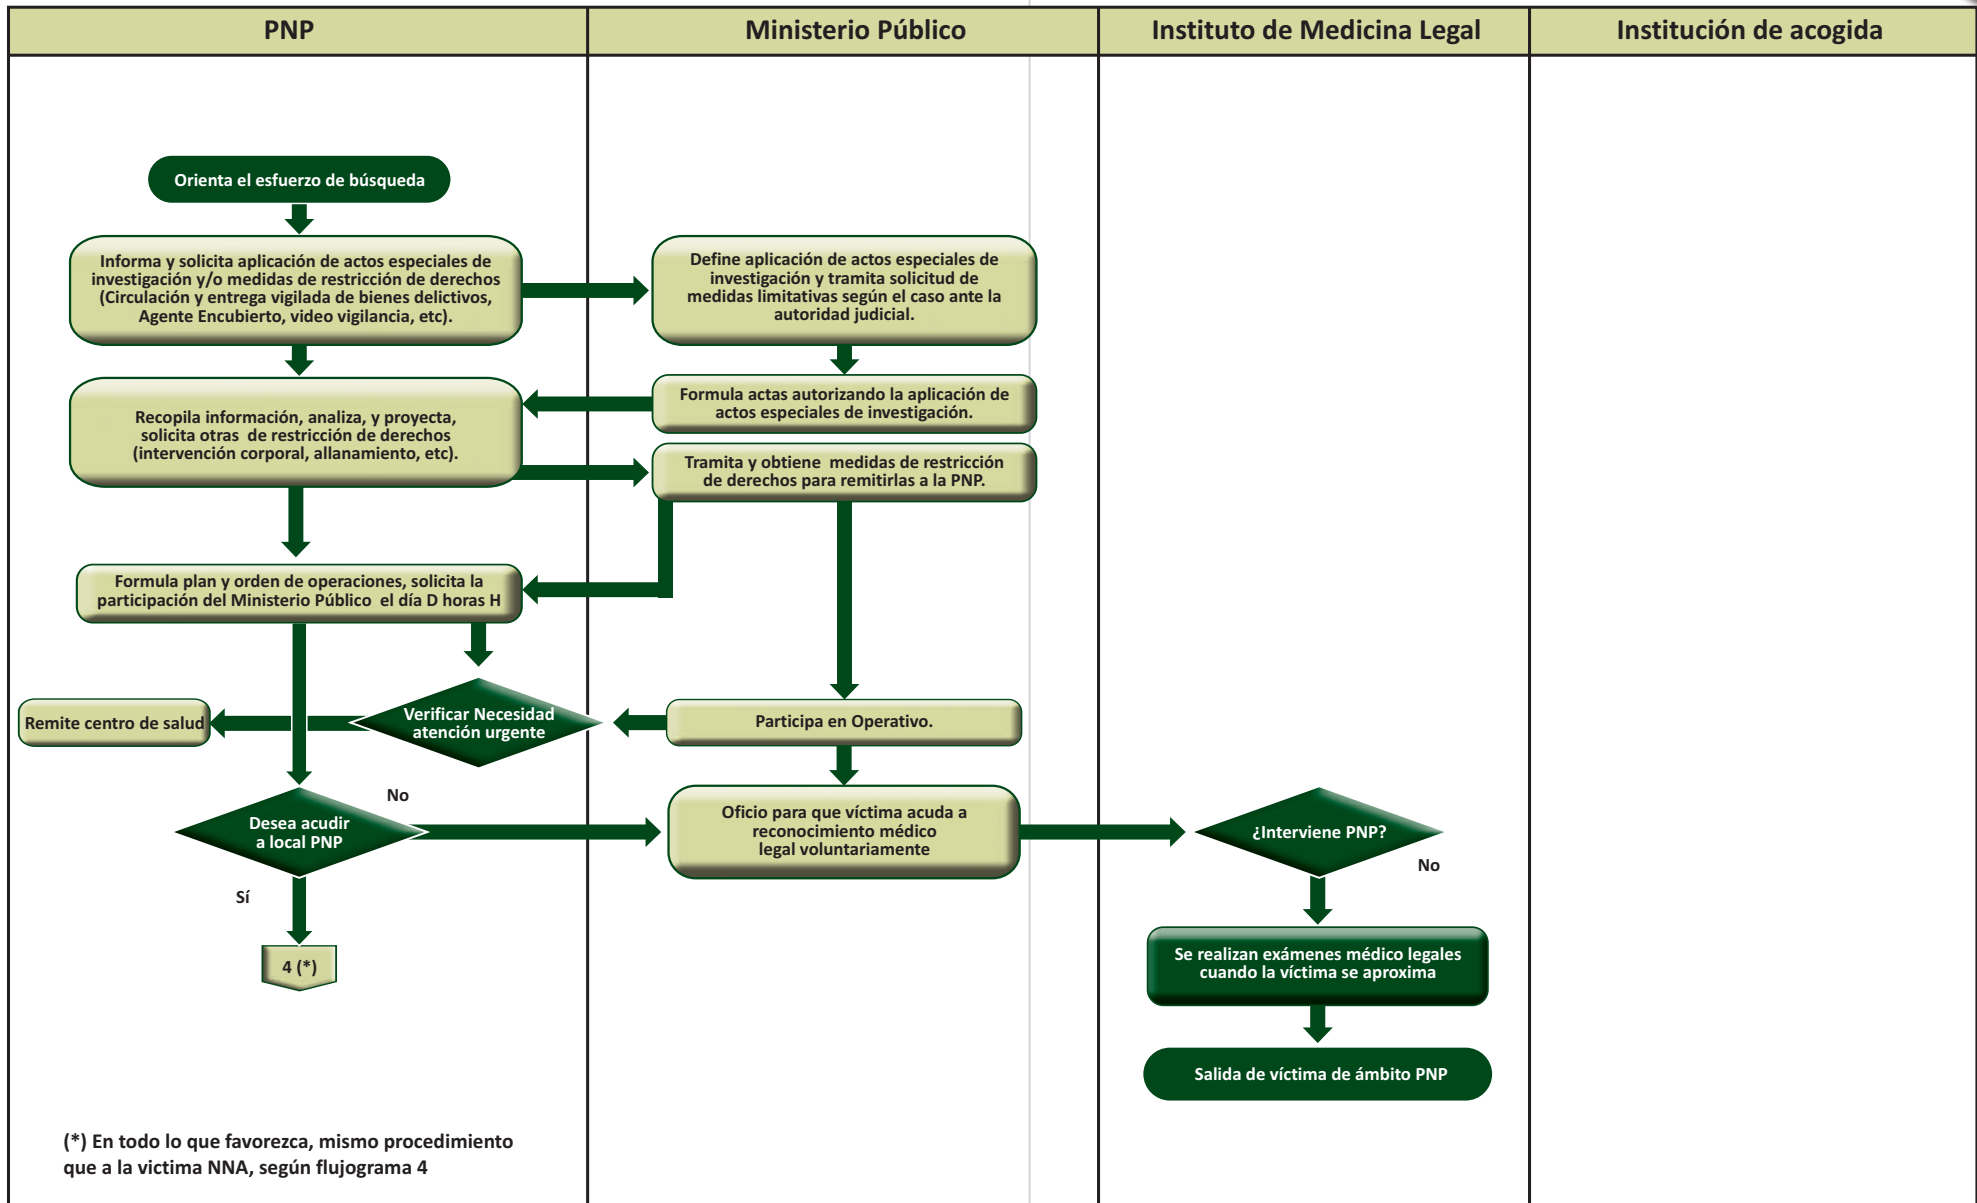 PNP
Ministerio Público
Instituto de Medicina Legal
Institución de acogida
Orienta el esfuerzo de búsqueda
Informa y solicita aplicación de actos especiales de
investigación y/o medidas de restricción de derechos
(Circulación y entrega vigilada de bienes delictivos,
Agente Encubierto, video vigilancia, etc).
Define aplicación de actos especiales de
investigación y tramita solicitud de
medidas limitativas según el caso ante la
autoridad judicial.
Recopila información, analiza, y proyecta,
solicita otras de restricción de derechos
(intervención corporal, allanamiento, etc).
Formula actas autorizando la aplicación de
actos especiales de investigación.
Tramita y obtiene medidas de restricción
de derechos para remitirlas a la PNP.
Formula plan y orden de operaciones, solicita la
participación del Ministerio Público el día D horas H
Remite centro de salud
Verificar Necesidad
atención urgente
Participa en Operativo.
No
Desea acudir
a local PNP
Oficio para que víctima acuda a
reconocimiento médico
legal voluntariamente
¿Interviene PNP?
No
Sí
4 (*)
Se realizan exámenes médico legales
cuando la víctima se aproxima
Salida de víctima de ámbito PNP
(*) En todo lo que favorezca, mismo procedimiento
que a la victima NNA, según flujograma 4